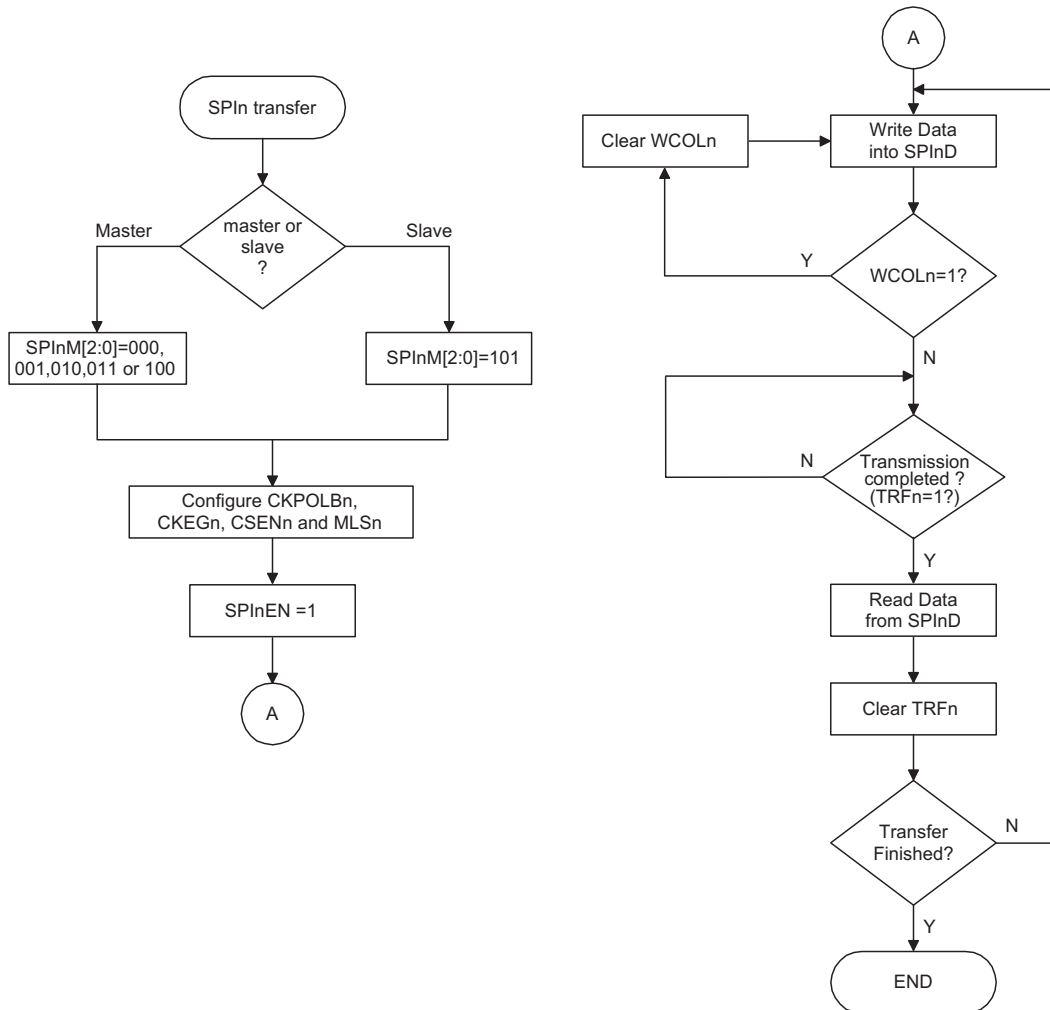 SPIn transfer
master or
slave
?
Master
Slave
SPInM[2:0]=000,
001,010,011 or 100
SPInM[2:0]=101
Configure CKPOLBn,
CKEGn, CSENn and MLSn
SPInEN =1
A
A
Write Data
into SPInD
Clear WCOLn
WCOLn=1?
Y
N
Transmission
completed ?
(TRFn=1?)
N
Y
Read Data
from SPInD
Clear TRFn
Transfer
Finished?
N
Y
END